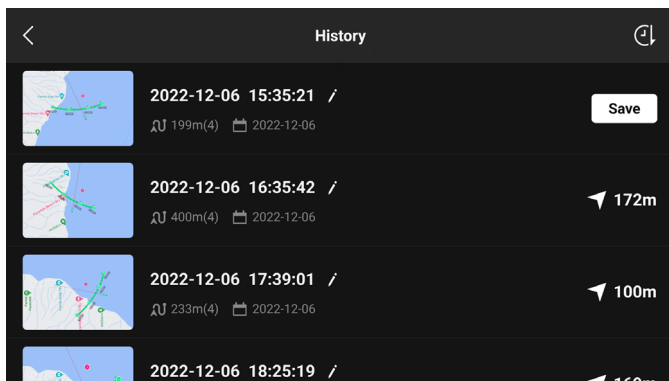 History
2022-12-06 15:35:21
199m(4) 2022-12-06
Save
2022-12-06 16:35:42
400m(4) 2022-12-06
172m
2022-12-06 17:39:01
233m(4) 2022-12-06
100m
2022-12-06 18:25:19